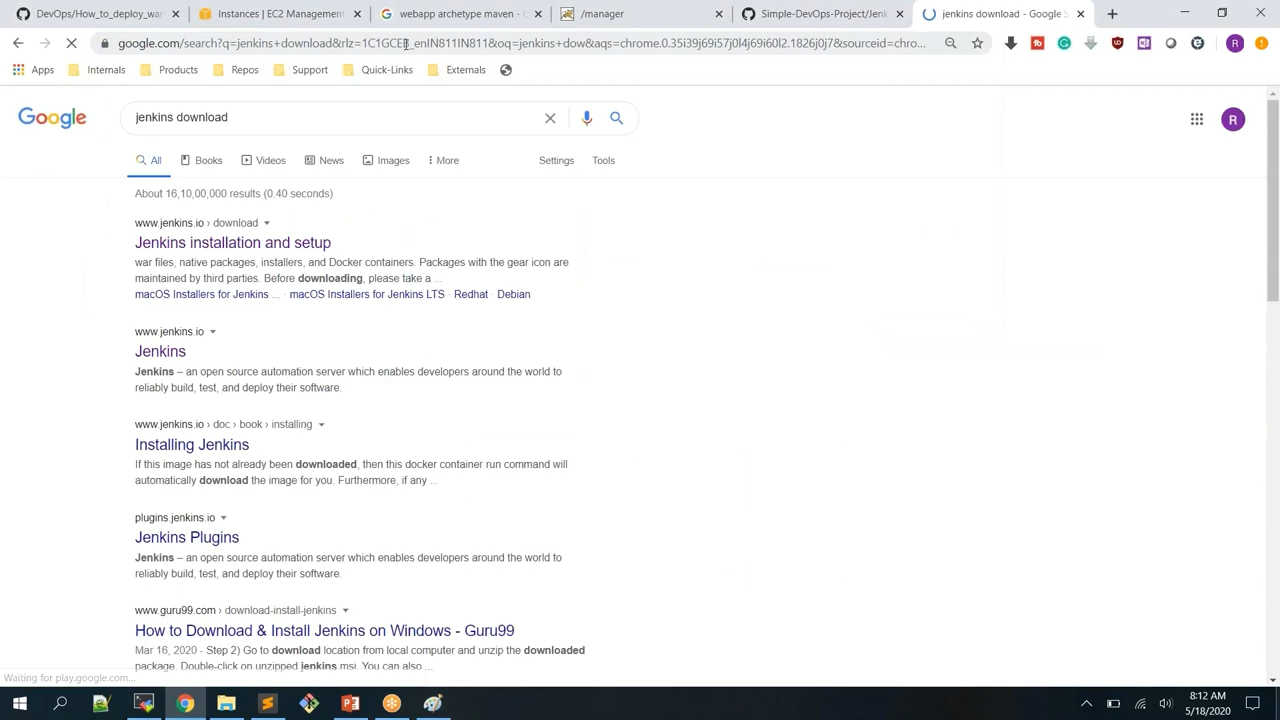 DevOps/How_to_deploy_war
Instances | EC2 Management
webapp archetype maven - G
/manager
Simple-DevOps-Project/Jenk
jenkins download - Google S
google.com/search?q=jenkins+download&rlz=1C1GCEE_enIN811IN811&oq=jenkins+dow&aqs=chrome.0.35i39j69i57j0l4j69i60l2.1826j0j7&sourceid=chro...
R
Apps
Internals
Products
Repos
Support
Quick-Links
Externals
Google
jenkins download
R
All
Books
Videos
News
Images
More
Settings
Tools
About 16,10,00,000 results (0.40 seconds)
www.jenkins.io › download
Jenkins installation and setup
war files, native packages, installers, and Docker containers. Packages with the gear icon are
maintained by third parties. Before downloading, please take a ...
macOS Installers for Jenkins ... · macOS Installers for Jenkins LTS · Redhat · Debian
www.jenkins.io
Jenkins
Jenkins – an open source automation server which enables developers around the world to
reliably build, test, and deploy their software.
www.jenkins.io › doc › book › installing
Installing Jenkins
If this image has not already been downloaded, then this docker container run command will
automatically download the image for you. Furthermore, if any ...
plugins.jenkins.io
Jenkins Plugins
Jenkins – an open source automation server which enables developers around the world to
reliably build, test, and deploy their software.
www.guru99.com › download-install-jenkins
How to Download & Install Jenkins on Windows - Guru99
Mar 16, 2020 - Step 2) Go to download location from local computer and unzip the downloaded
package. Double-click on unzipped jenkins msi. You can also ...
Waiting for play.google.com...
8:12 AM
5/18/2020